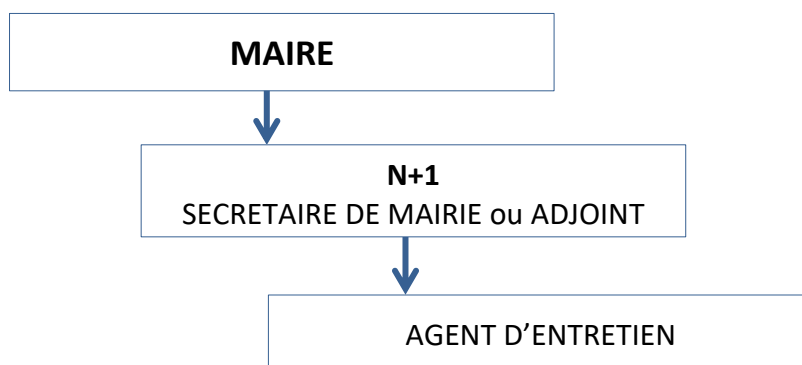 MAIRE
N+1
SECRETAIRE DE MAIRIE ou ADJOINT
AGENT D’ENTRETIEN